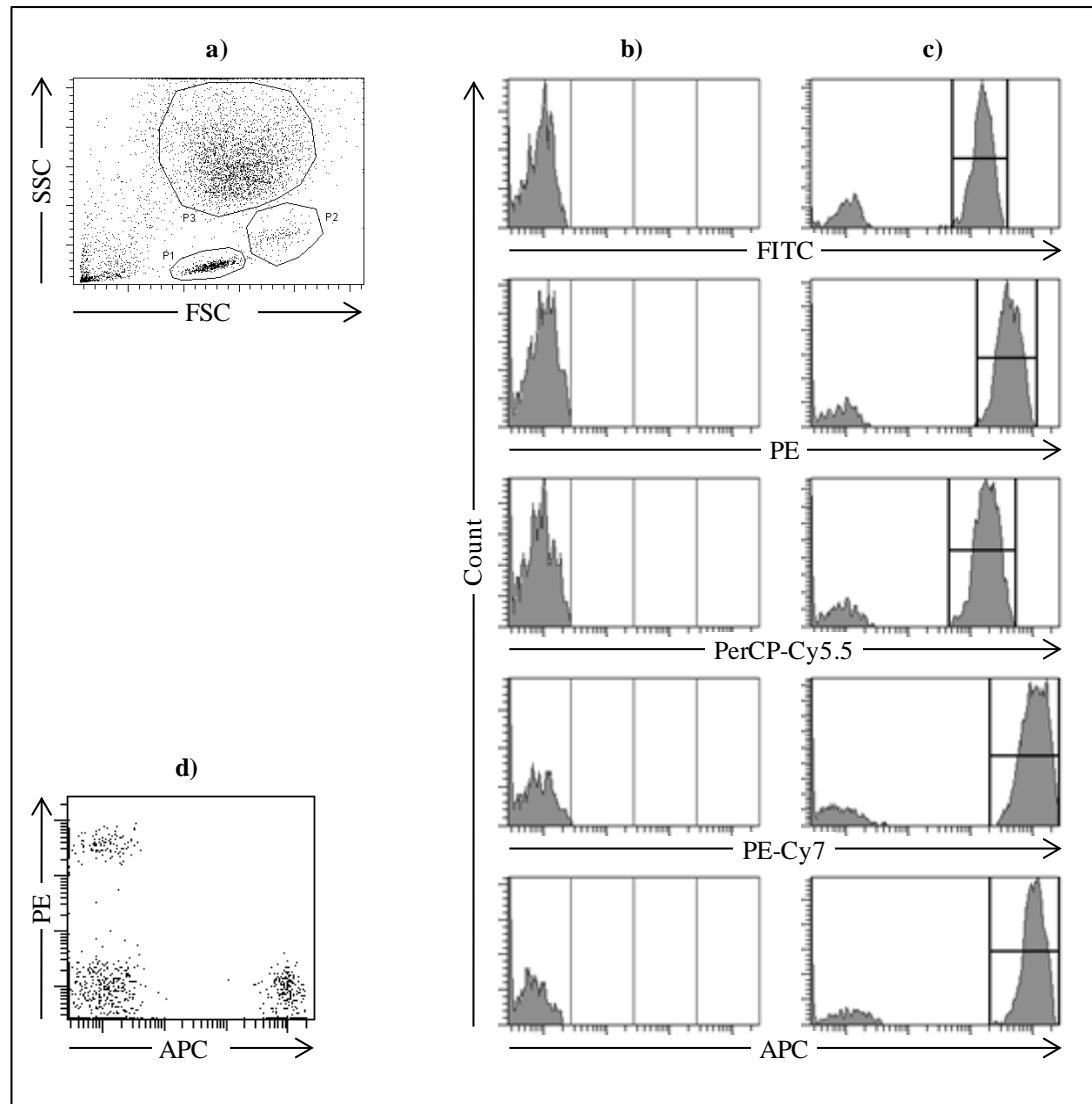 a)
SSC
P3
P2
P1
FSC
b)
c)
Count
FITC
PE
PerCP-Cy5.5
PE-Cy7
APC
d)
PE
APC